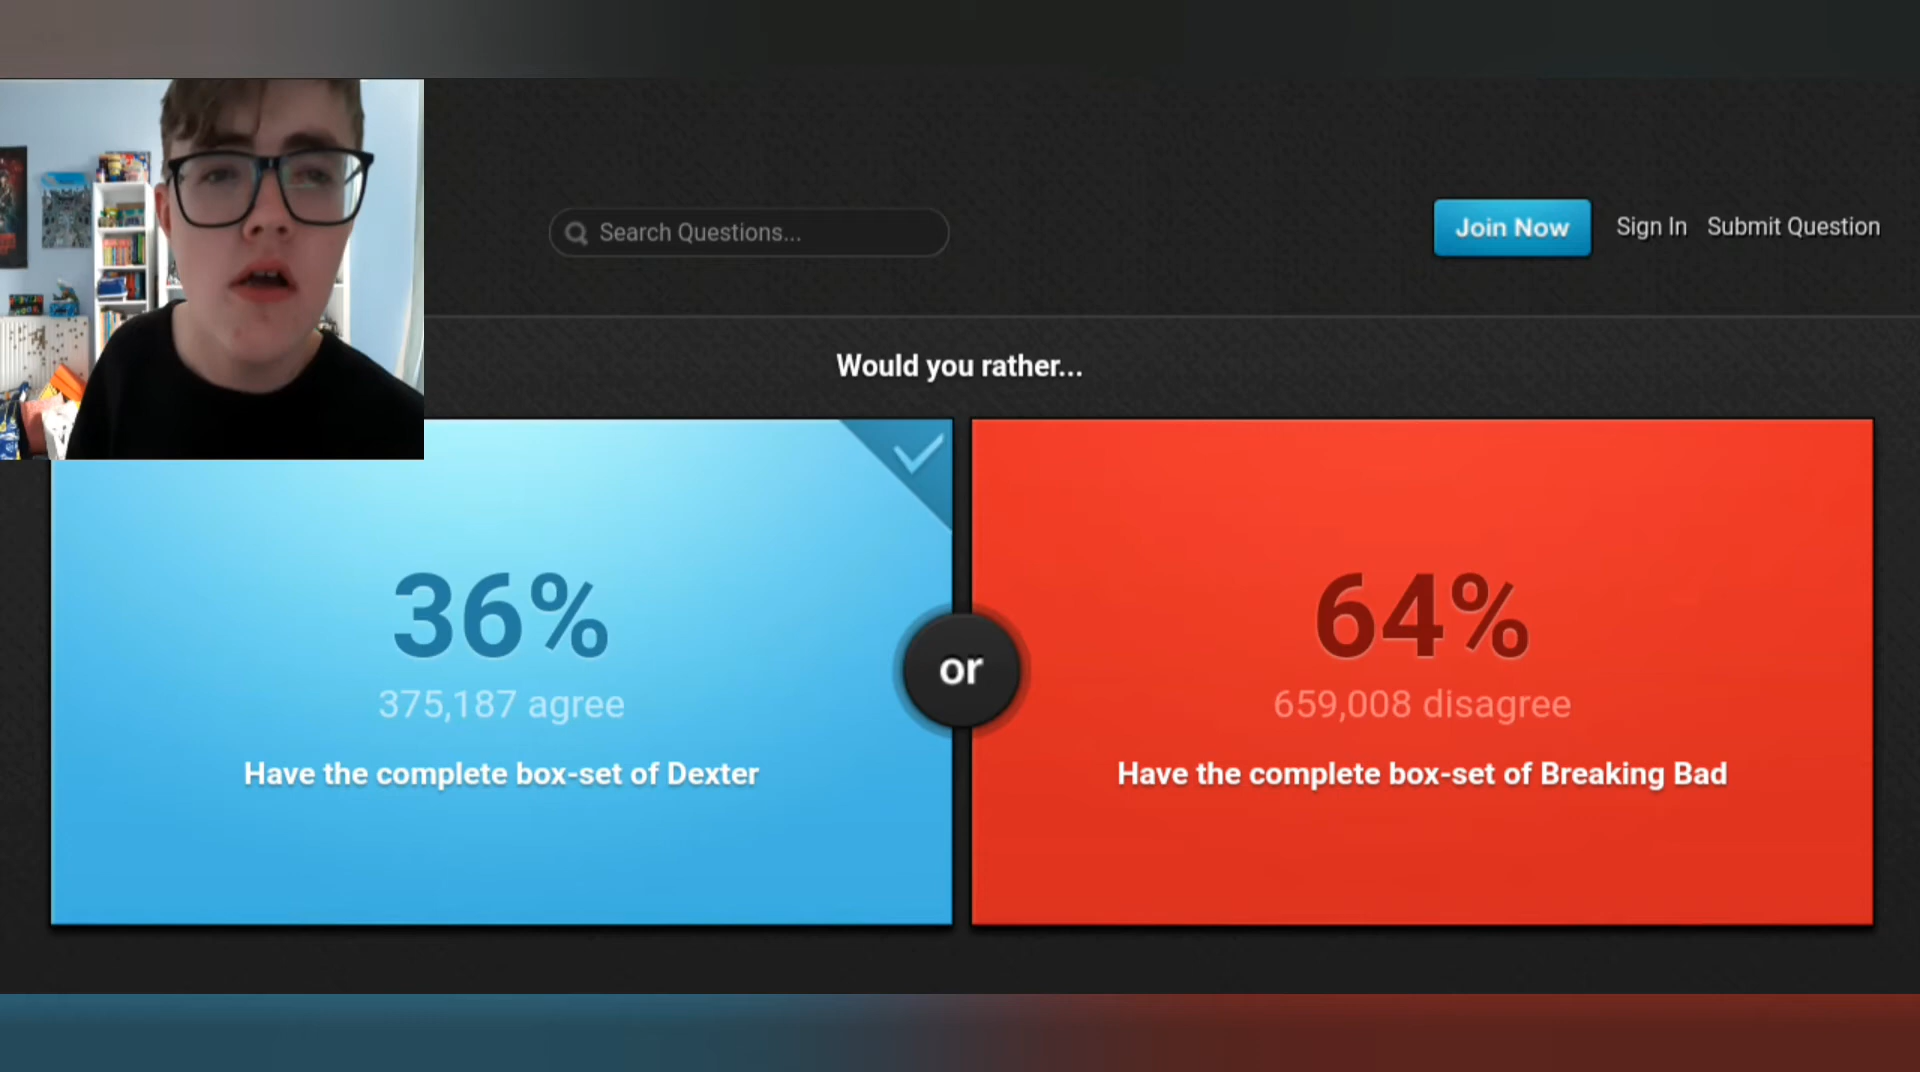 Search Questions...
Join Now
Sign In
Submit Question
Would you rather...
36%
375,187 agree
Have the complete box-set of Dexter
or
64%
659,008 disagree
Have the complete box-set of Breaking Bad